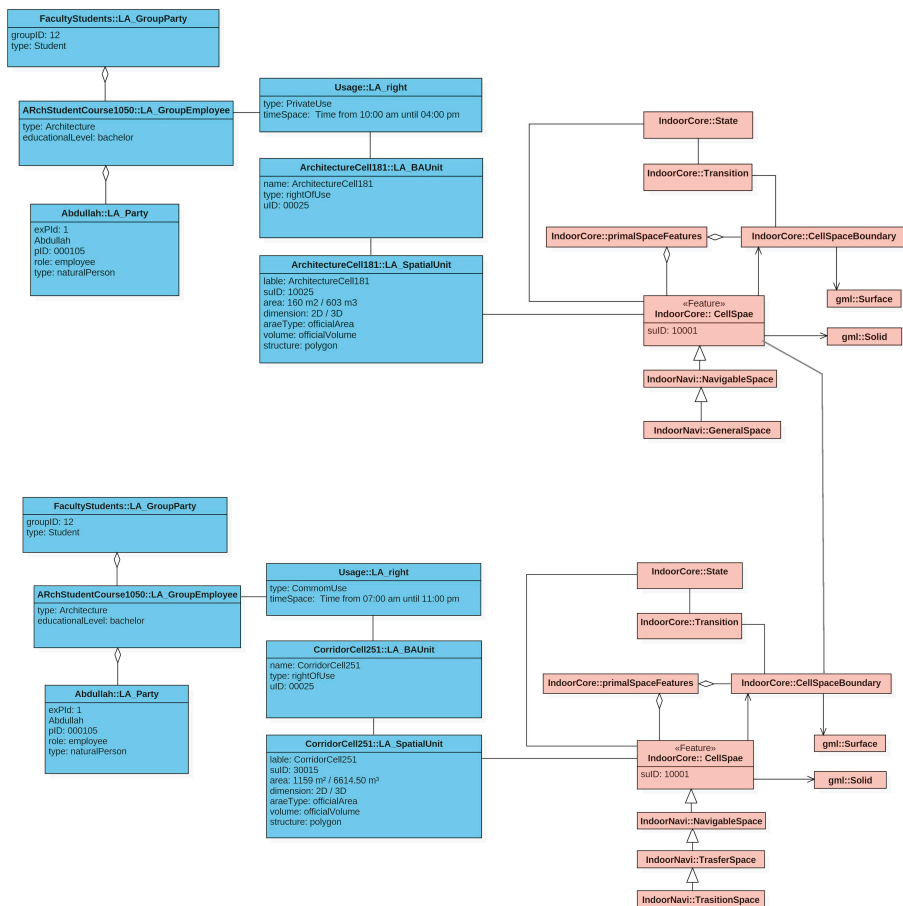 FacultyStudents::LA_GroupParty
groupID: 12
type: Student
ARchStudentCourse1050::LA_GroupEmployee
type: Architecture
educationalLevel: bachelor
Abdullah::LA_Party
exPId: 1
Abdullah
pID: 000105
role: employee
type: naturalPerson
Usage::LA_right
type: PrivateUse
timeSpace: Time from 10:00 am until 04:00 pm
ArchitectureCell181::LA_BAUnit
name: ArchitectureCell181
type: rightOfUse
uID: 00025
ArchitectureCell181::LA_SpatialUnit
lable: ArchitectureCell181
suID: 10025
area: 160 m2 / 603 m3
dimension: 2D / 3D
araeType: officialArea
volume: officialVolume
structure: polygon
IndoorCore::State
IndoorCore::Transition
IndoorCore::primalSpaceFeatures
IndoorCore::CellSpaceBoundary
gml::Surface
«Feature»
IndoorCore:: CellSpae
suID: 10001
gml::Solid
IndoorNavi::NavigableSpace
IndoorNavi::GeneralSpace
FacultyStudents::LA_GroupParty
groupID: 12
type: Student
ARchStudentCourse1050::LA_GroupEmployee
type: Architecture
educationalLevel: bachelor
Abdullah::LA_Party
exPId: 1
Abdullah
pID: 000105
role: employee
type: naturalPerson
Usage::LA_right
type: CommomUse
timeSpace: Time from 07:00 am until 11:00 pm
CorridorCell251::LA_BAUnit
name: CorridorCell251
type: rightOfUse
uID: 00025
CorridorCell251::LA_SpatialUnit
lable: CorridorCell251
suID: 30015
area: 1159 m² / 6614.50 m³
dimension: 2D / 3D
araeType: officialArea
volume: officialVolume
structure: polygon
IndoorCore::State
IndoorCore::Transition
IndoorCore::primalSpaceFeatures
IndoorCore::CellSpaceBoundary
gml::Surface
«Feature»
IndoorCore:: CellSpae
suID: 10001
gml::Solid
IndoorNavi::NavigableSpace
IndoorNavi::TrasferSpace
IndoorNavi::TrasitionSpace